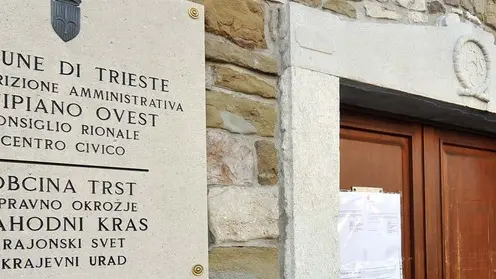 UNE DI TRIESTE
RIZIONE AMMINISTRATIVA
TIPIANO OVEST
ONSIGLIO RIONALE
CENTRO CIVICO
OBCINA TRST
PRAVNO OKROŽJE
AHODNI KRAS
RAJONSKI SVET
KRAJEVNI URAD